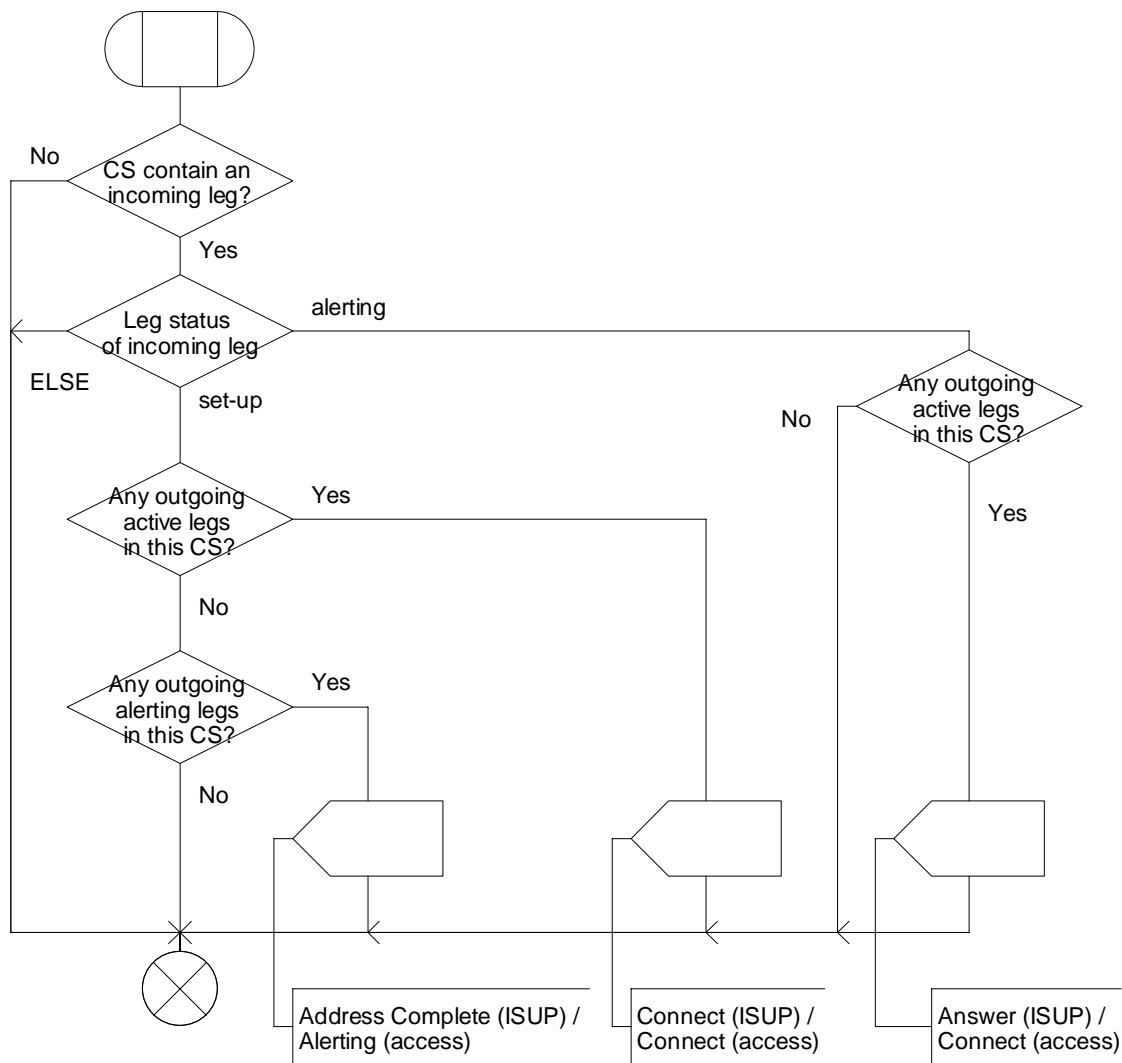 No
CS contain an
incoming leg?
Yes
Leg status
of incoming leg
alerting
ELSE
set-up
Any outgoing
active legs
in this CS?
No
Yes
Any outgoing
active legs
in this CS?
Yes
No
Any outgoing
alerting legs
in this CS?
Yes
No
Address Complete (ISUP) /
Alerting (access)
Connect (ISUP) /
Connect (access)
Answer (ISUP) /
Connect (access)